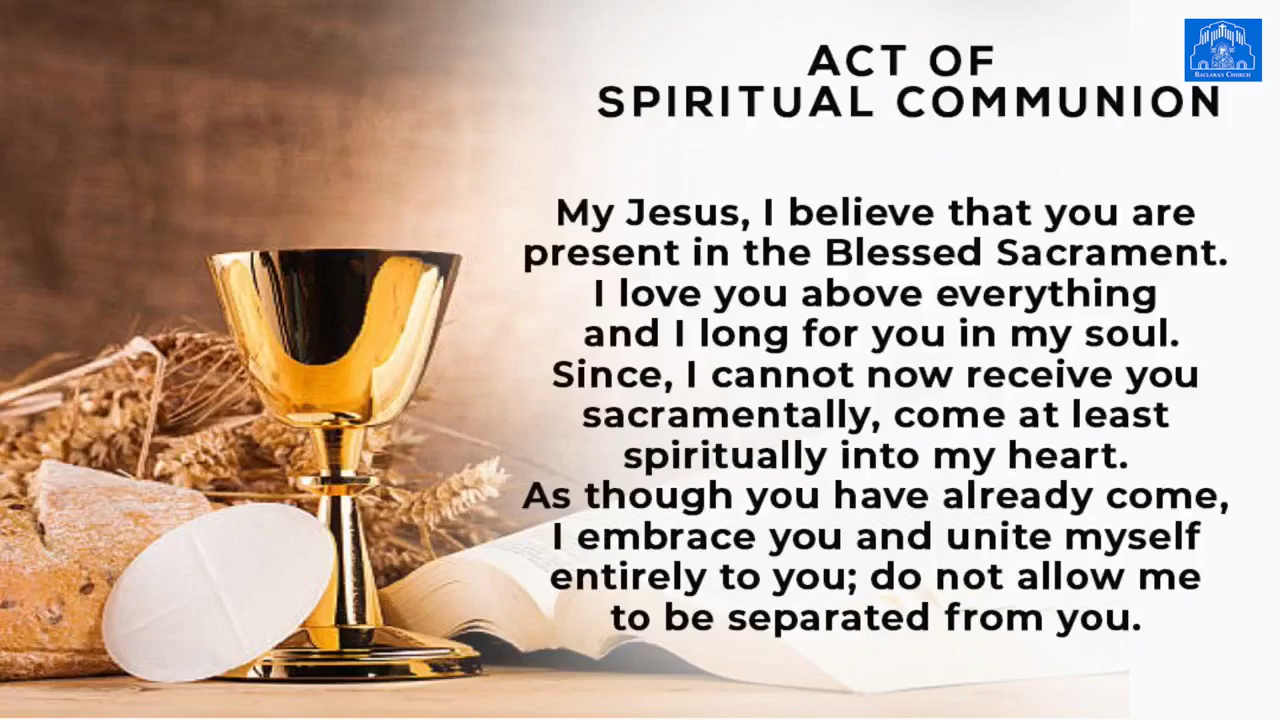 BACLARAN CHURCH
ACT OF
SPIRITUAL COMMUNION
My Jesus, I believe that you are
present in the Blessed Sacrament.
I love you above everything
and I long for you in my soul.
Since, I cannot now receive you
sacramentally, come at least
spiritually into my heart.
As though you have already come,
I embrace you and unite myself
entirely to you; do not allow me
to be separated from you.